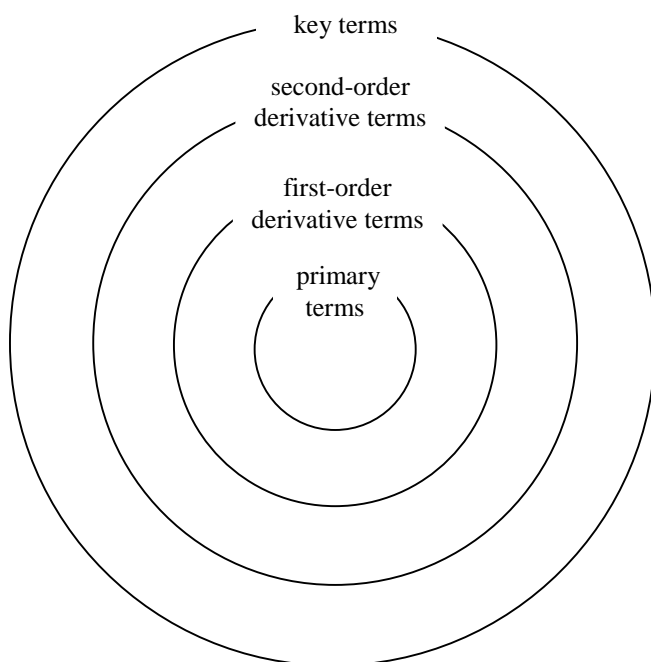 key terms
second-order
derivative terms
first-order
derivative terms
primary
terms